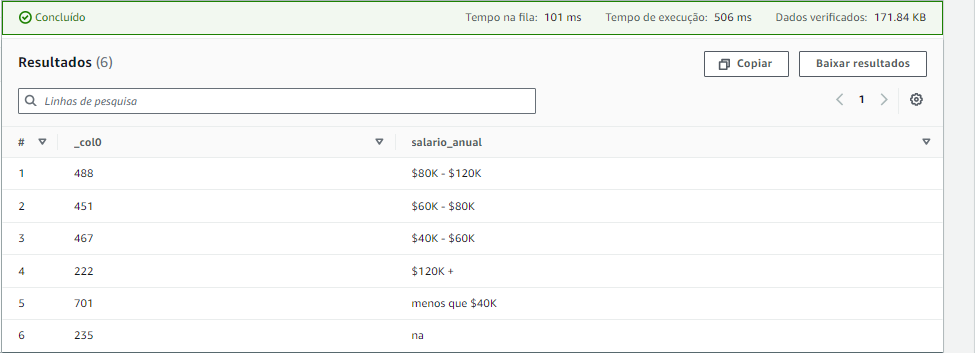 Concluído Tempo na fila: 101 ms Tempo de execução: 506 ms Dados verificados: 171.84 KB
Resultados (6) Copiar Baixar resultados
Linhas de pesquisa 1
# _col0 salario_anual
1 488 $80K - $120K
2 451 $60K - $80K
3 467 $40K - $60K
4 222 $120K +
5 701 menos que $40K
6 235 na